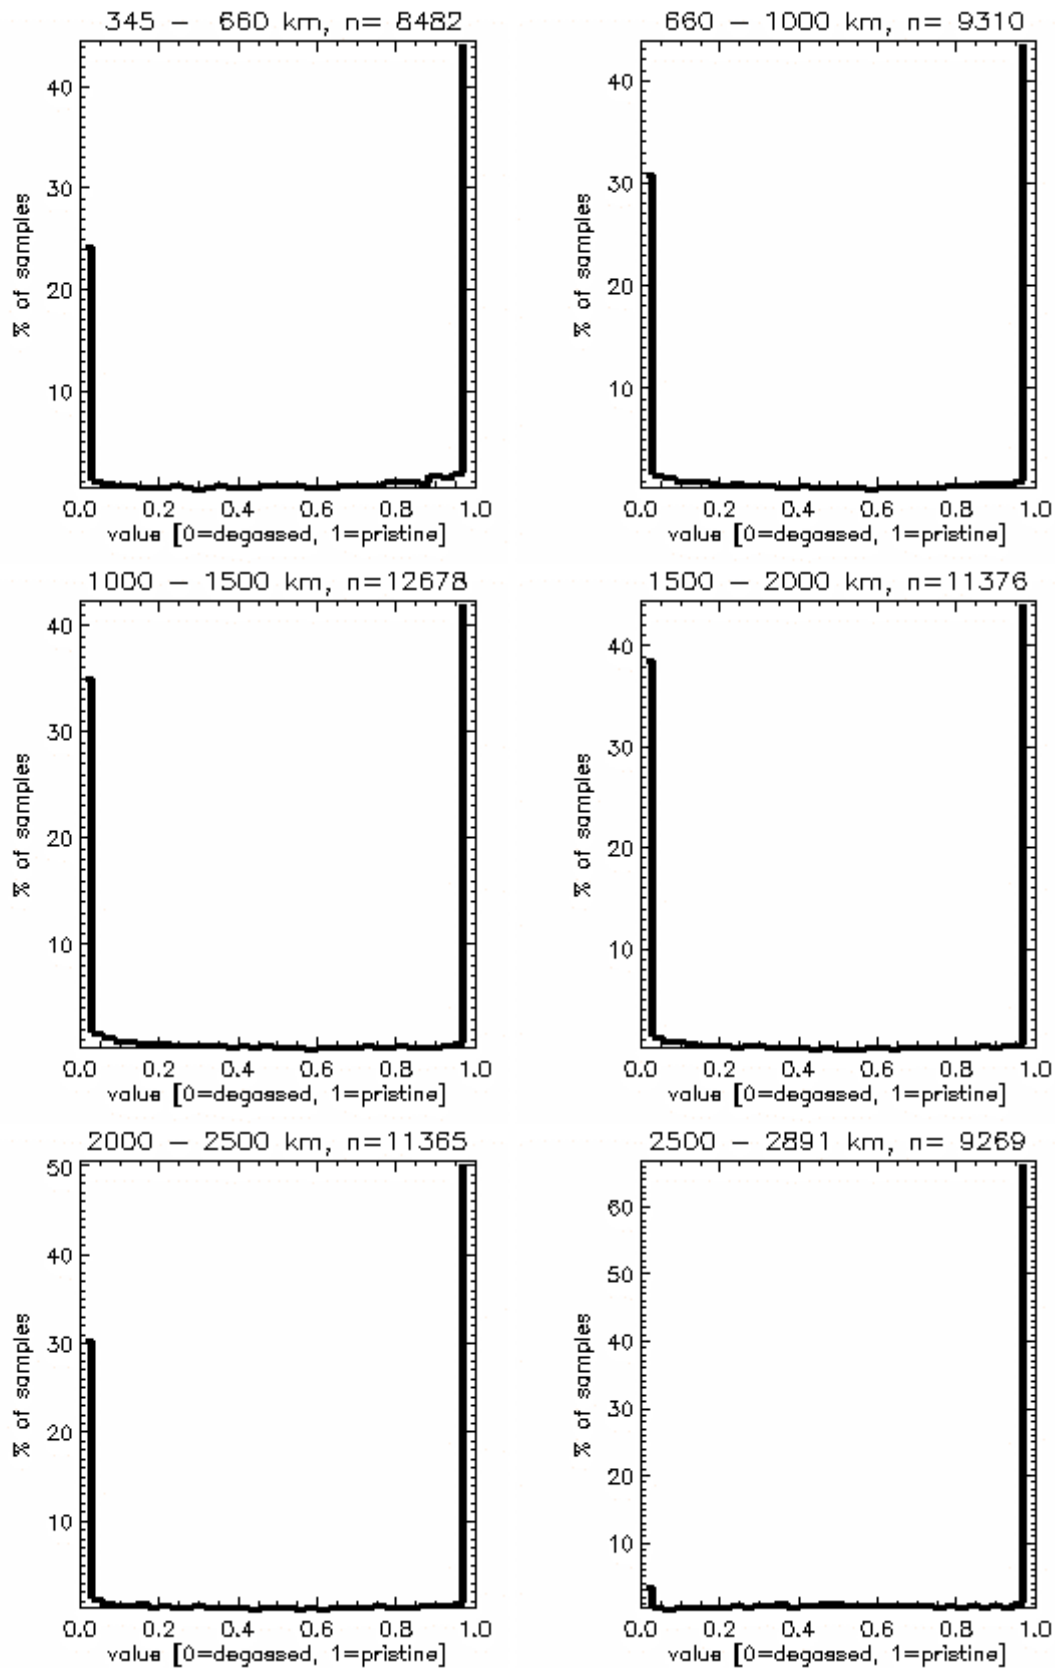 345 – 660 km, n= 8482
40
30
20
10
% of samples
0.0 0.2 0.4 0.6 0.8 1.0
value [0=degassed, 1=pristine]
660 – 1000 km, n= 9310
40
30
20
10
% of samples
0.0 0.2 0.4 0.6 0.8 1.0
value [0=degassed, 1=pristine]
1000 – 1500 km, n=12678
40
30
20
10
% of samples
0.0 0.2 0.4 0.6 0.8 1.0
value [0=degassed, 1=pristine]
1500 – 2000 km, n=11376
40
30
20
10
% of samples
0.0 0.2 0.4 0.6 0.8 1.0
value [0=degassed, 1=pristine]
2000 – 2500 km, n=11365
50
40
30
20
10
% of samples
0.0 0.2 0.4 0.6 0.8 1.0
value [0=degassed, 1=pristine]
2500 – 2891 km, n= 9269
60
50
40
30
20
10
% of samples
0.0 0.2 0.4 0.6 0.8 1.0
value [0=degassed, 1=pristine]